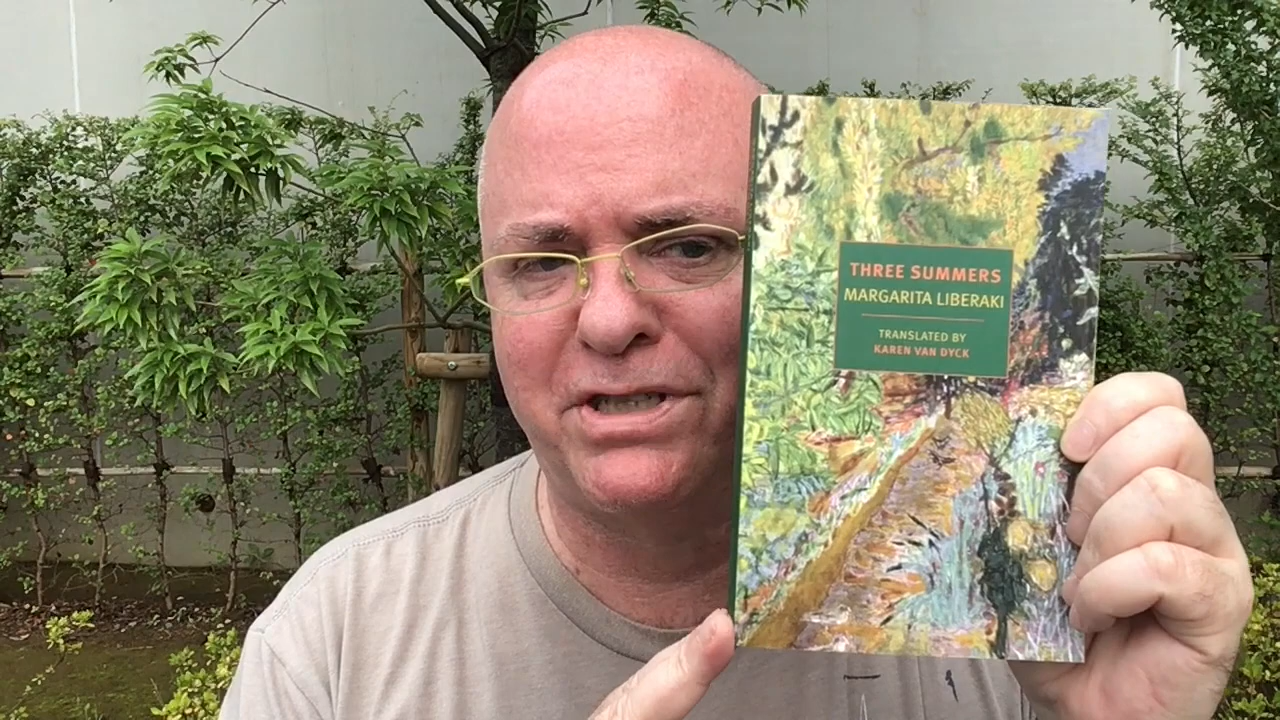 THREE SUMMERS
MARGARITA LIBERAKI
TRANSLATED BY
KAREN VAN DYCK